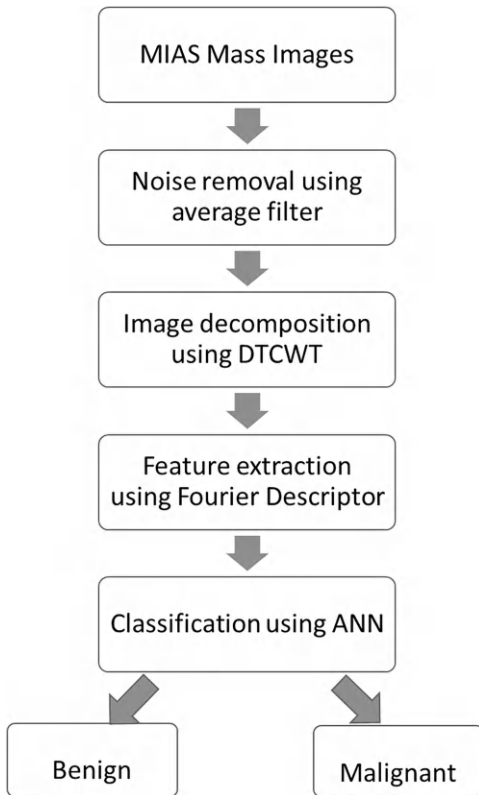 MIAS Mass Images
Noise removal using
average filter
Image decomposition
using DTCWT
Feature extraction
using Fourier Descriptor
Classification using ANN
Benign
Malignant